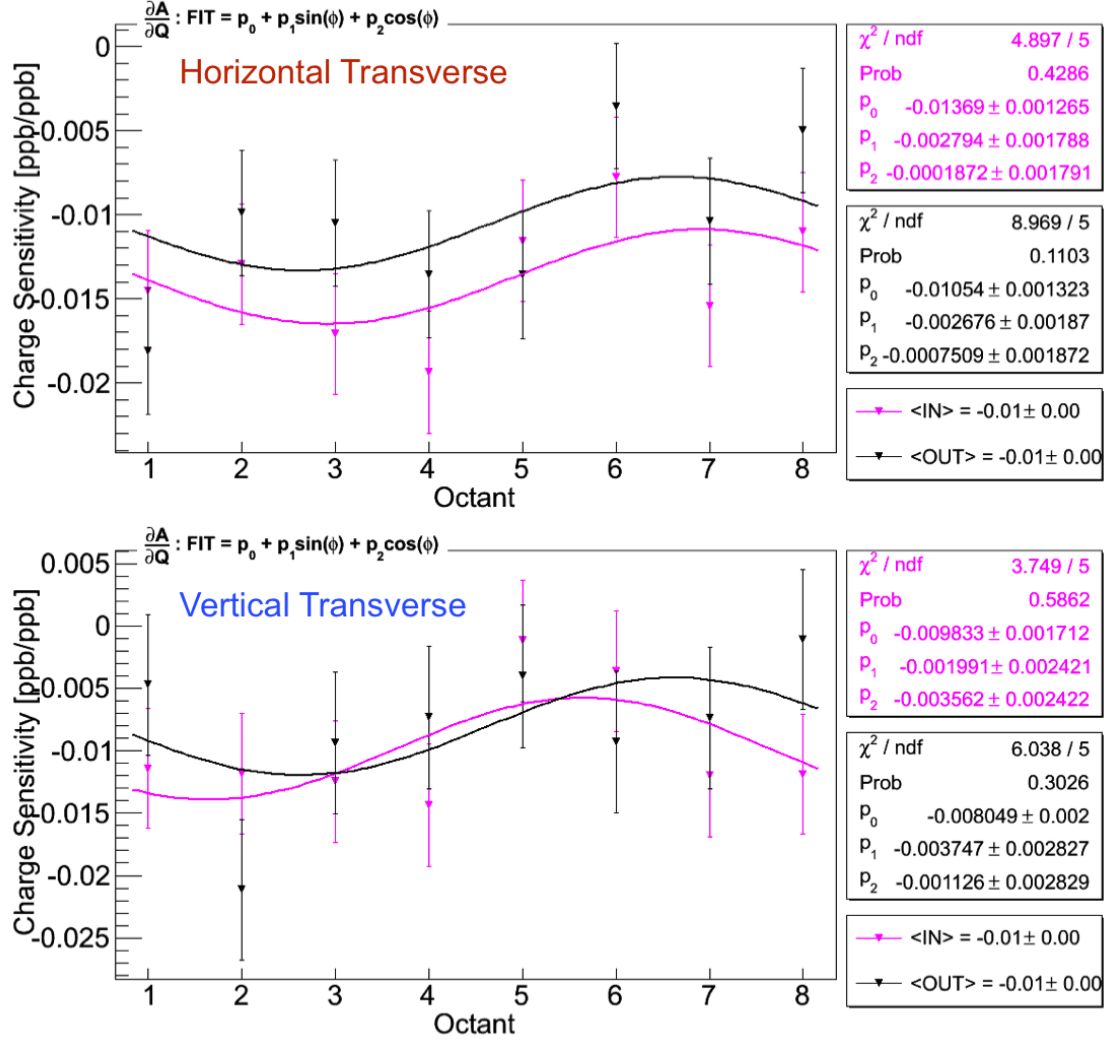 ∂A/∂Q : FIT = p0 + p1sin(ϕ) + p2cos(ϕ)
Horizontal Transverse
Charge Sensitivity [ppb/ppb]
0
-0.005
-0.01
-0.015
-0.02
1 2 3 4 5 6 7 8
Octant
χ² / ndf 4.897 / 5
Prob 0.4286
p0 -0.01369 ± 0.001265
p1 -0.002794 ± 0.001788
p2 -0.0001872 ± 0.001791
χ² / ndf 8.969 / 5
Prob 0.1103
p0 -0.01054 ± 0.001323
p1 -0.002676 ± 0.00187
p2 -0.0007509 ± 0.001872
<IN> = -0.01± 0.00
<OUT> = -0.01± 0.00
∂A/∂Q : FIT = p0 + p1sin(ϕ) + p2cos(ϕ)
Vertical Transverse
Charge Sensitivity [ppb/ppb]
0.005
0
-0.005
-0.01
-0.015
-0.02
-0.025
1 2 3 4 5 6 7 8
Octant
χ² / ndf 3.749 / 5
Prob 0.5862
p0 -0.009833 ± 0.001712
p1 -0.001991 ± 0.002421
p2 -0.003562 ± 0.002422
χ² / ndf 6.038 / 5
Prob 0.3026
p0 -0.008049 ± 0.002
p1 -0.003747 ± 0.002827
p2 -0.001126 ± 0.002829
<IN> = -0.01± 0.00
<OUT> = -0.01± 0.00